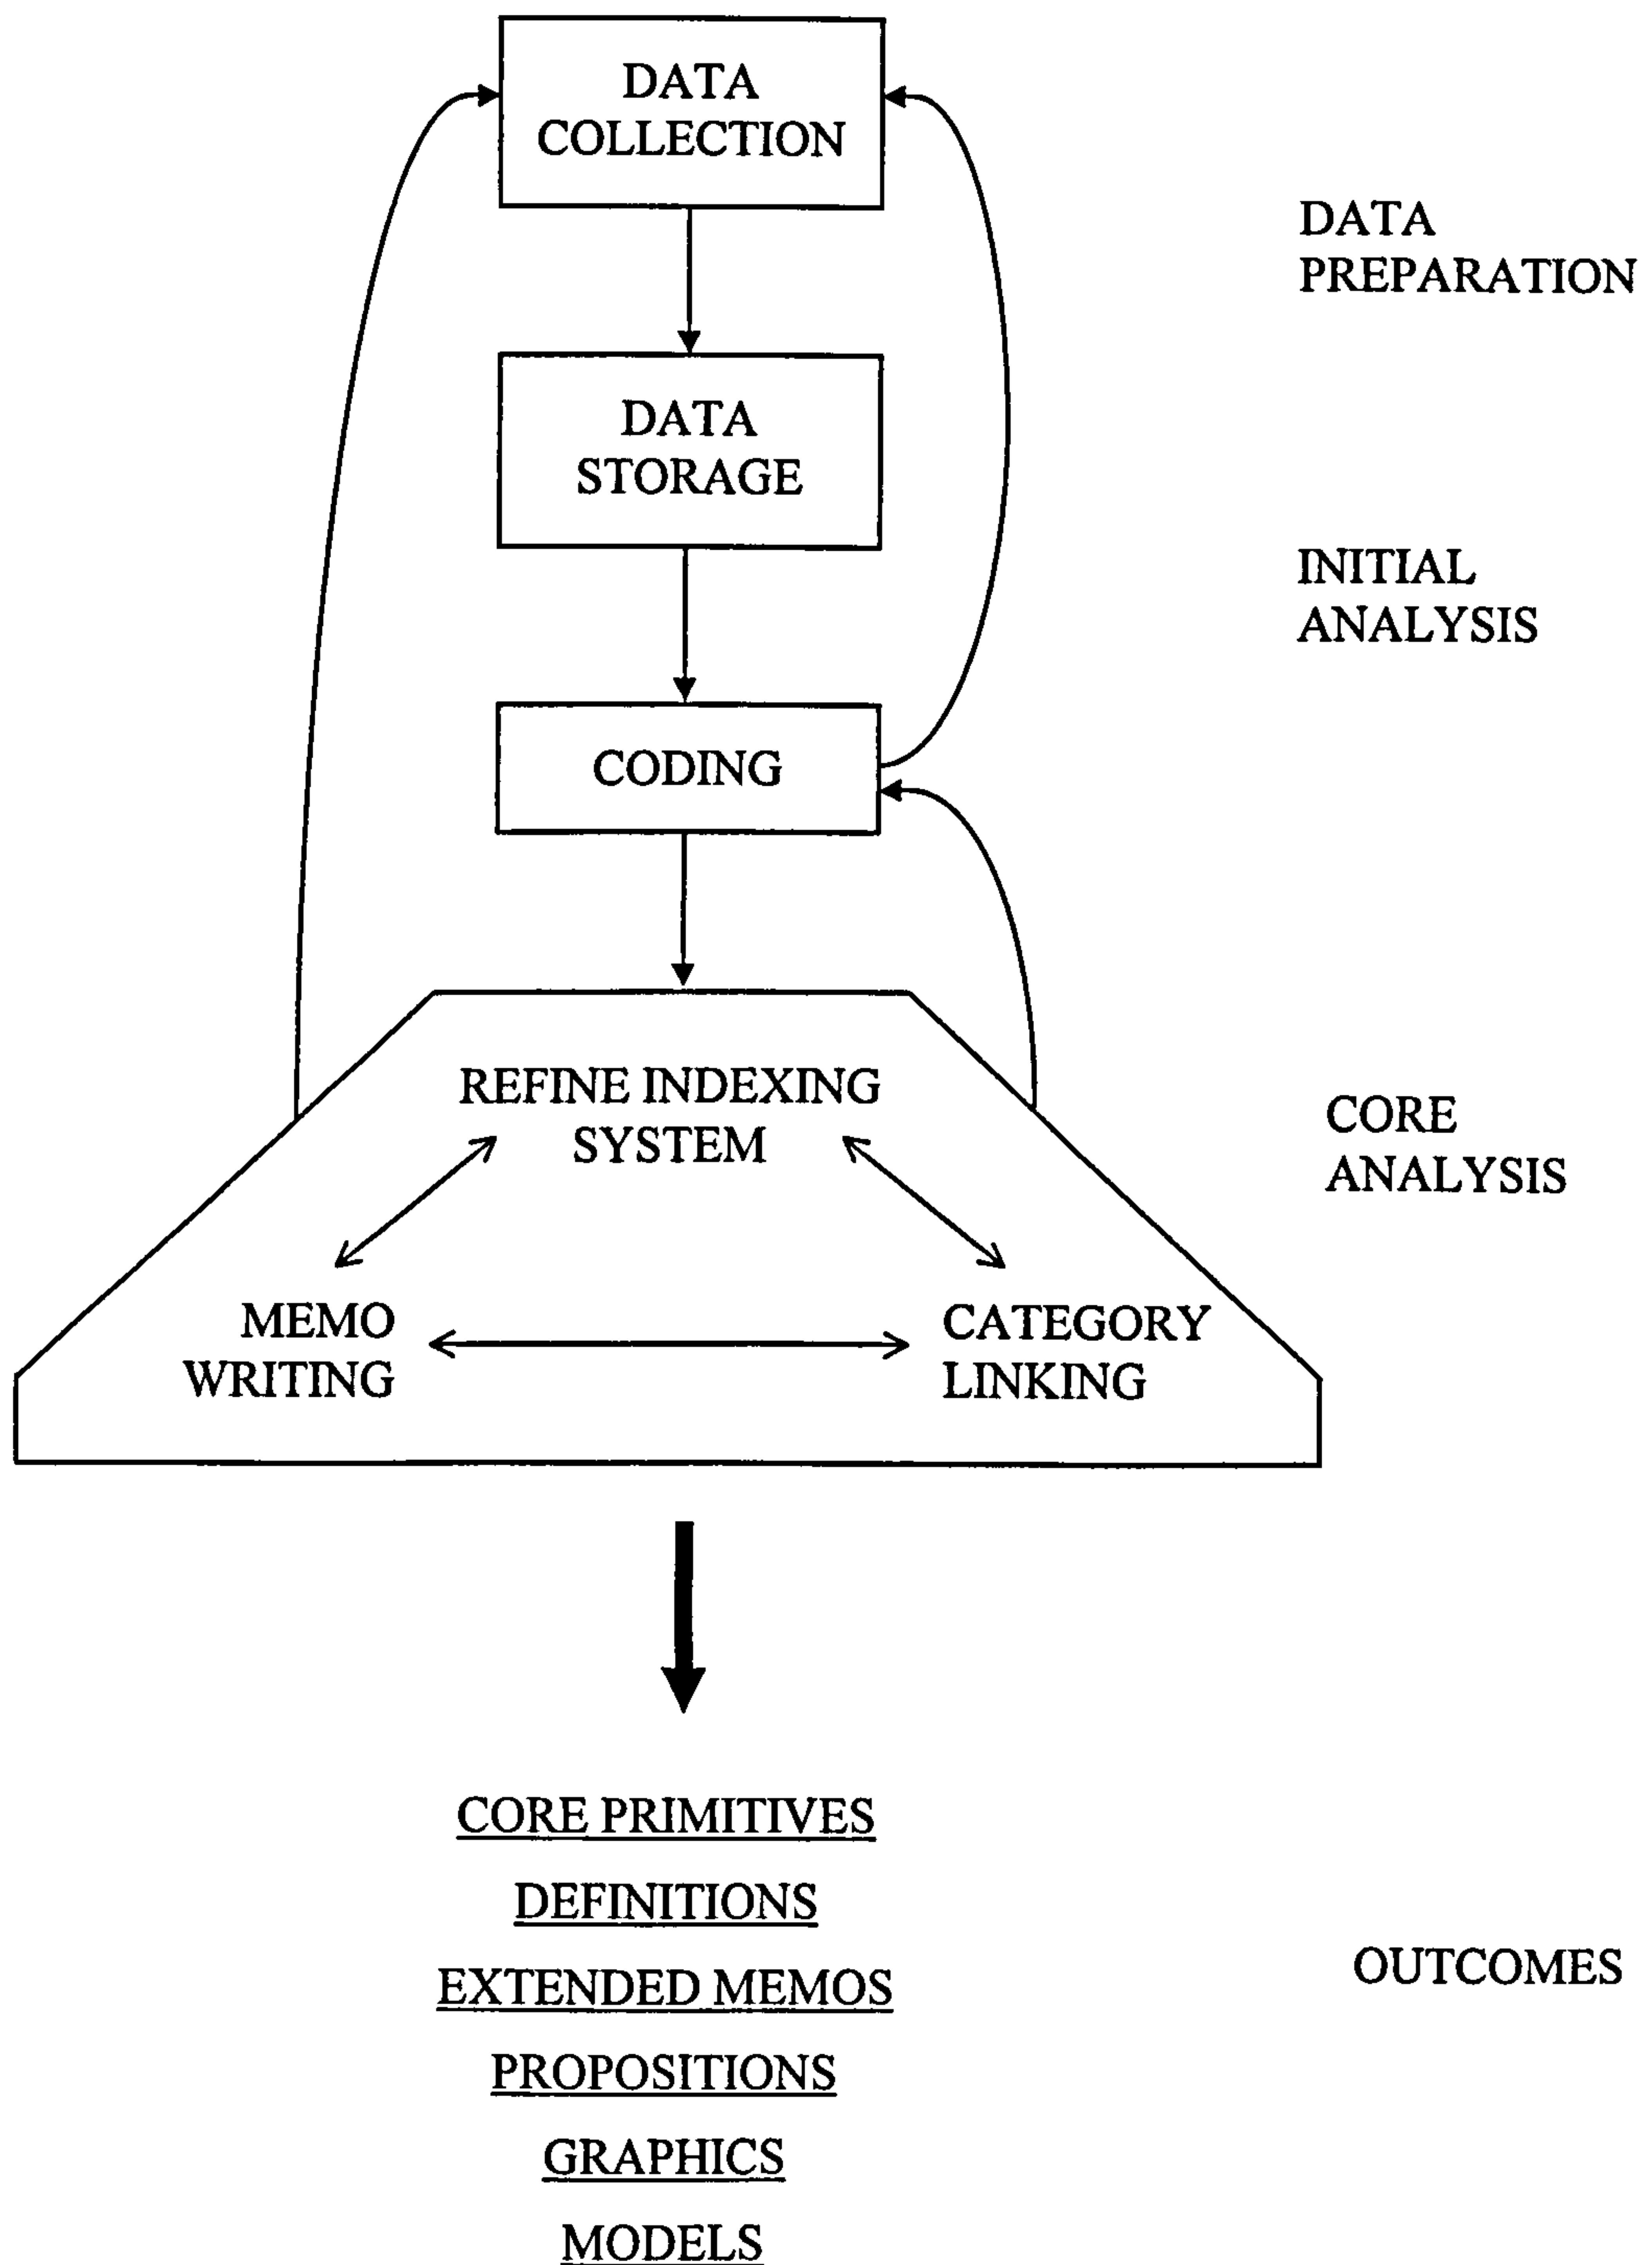 DATA
COLLECTION
DATA
PREPARATION
DATA
STORAGE
INITIAL
ANALYSIS
CODING
REFINE INDEXING
SYSTEM
CORE
ANALYSIS
MEMO
WRITING
CATEGORY
LINKING
CORE PRIMITIVES
DEFINITIONS
EXTENDED MEMOS
OUTCOMES
PROPOSITIONS
GRAPHICS
MODELS